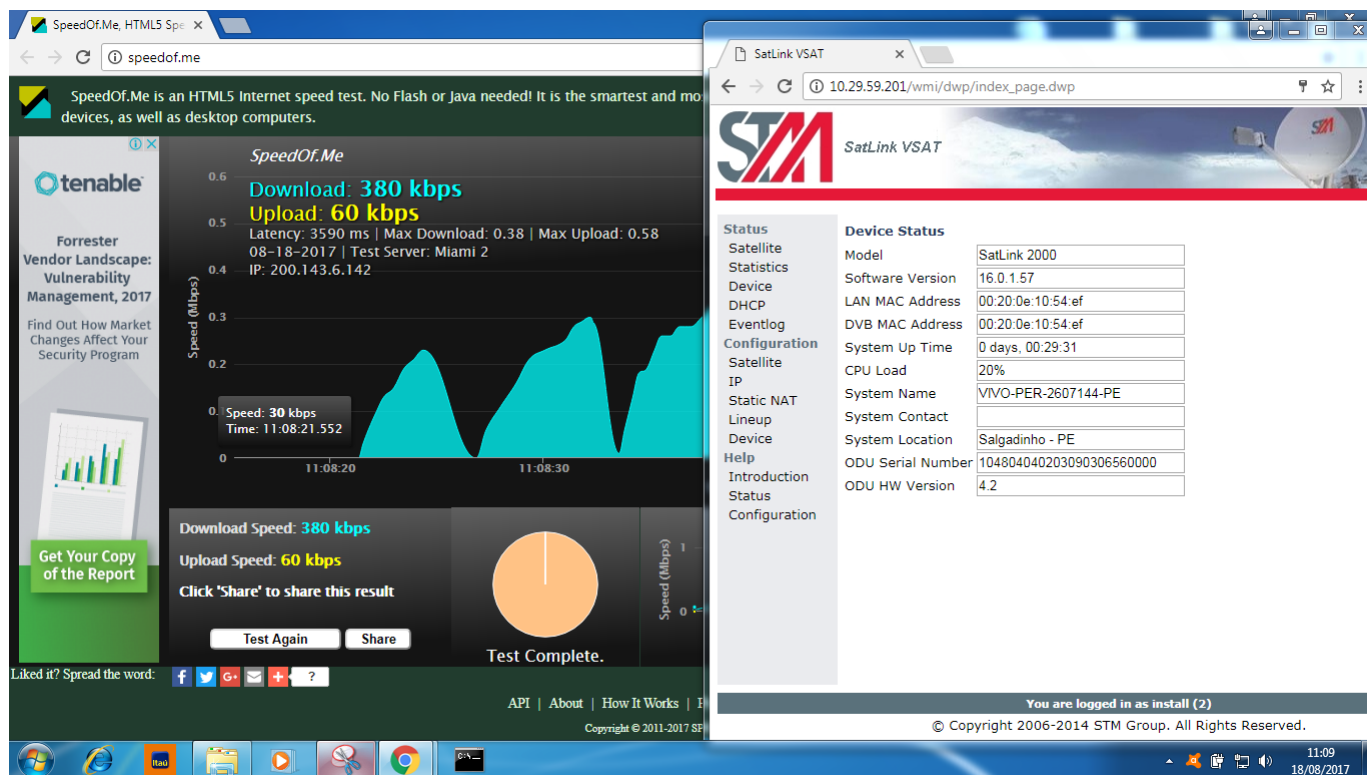 SpeedOf.Me, HTML5 Spe
speedof.me
SpeedOf.Me is an HTML5 Internet speed test. No Flash or Java needed! It is the smartest and mo
devices, as well as desktop computers.
tenable
Forrester
Vendor Landscape:
Vulnerability
Management, 2017
Find Out How Market
Changes Affect Your
Security Program
Get Your Copy
of the Report
SpeedOf.Me
Download: 380 kbps
Upload: 60 kbps
Latency: 3590 ms | Max Download: 0.38 | Max Upload: 0.58
08-18-2017 | Test Server: Miami 2
IP: 200.143.6.142
Speed (Mbps)
0.6
0.5
0.4
0.3
0.2
0.
0
Speed: 30 kbps
Time: 11:08:21.552
11:08:20
11:08:30
Download Speed: 380 kbps
Upload Speed: 60 kbps
Click 'Share' to share this result
Test Again
Share
Test Complete.
Speed (Mbps)
1
0
Liked it? Spread the word:
?
API | About | How It Works |
Copyright © 2011-2017 SP
SatLink VSAT
10.29.59.201/wmi/dwp/index_page.dwp
STM
SatLink VSAT
STM
Status
Satellite
Statistics
Device
DHCP
Eventlog
Configuration
Satellite
IP
Static NAT
Lineup
Device
Help
Introduction
Status
Configuration
Device Status
Model SatLink 2000
Software Version 16.0.1.57
LAN MAC Address 00:20:0e:10:54:ef
DVB MAC Address 00:20:0e:10:54:ef
System Up Time 0 days, 00:29:31
CPU Load 20%
System Name VIVO-PER-2607144-PE
System Contact
System Location Salgadinho - PE
ODU Serial Number 104804040203090306560000
ODU HW Version 4.2
You are logged in as install (2)
© Copyright 2006-2014 STM Group. All Rights Reserved.
Itaú
C:\_
11:09
18/08/2017